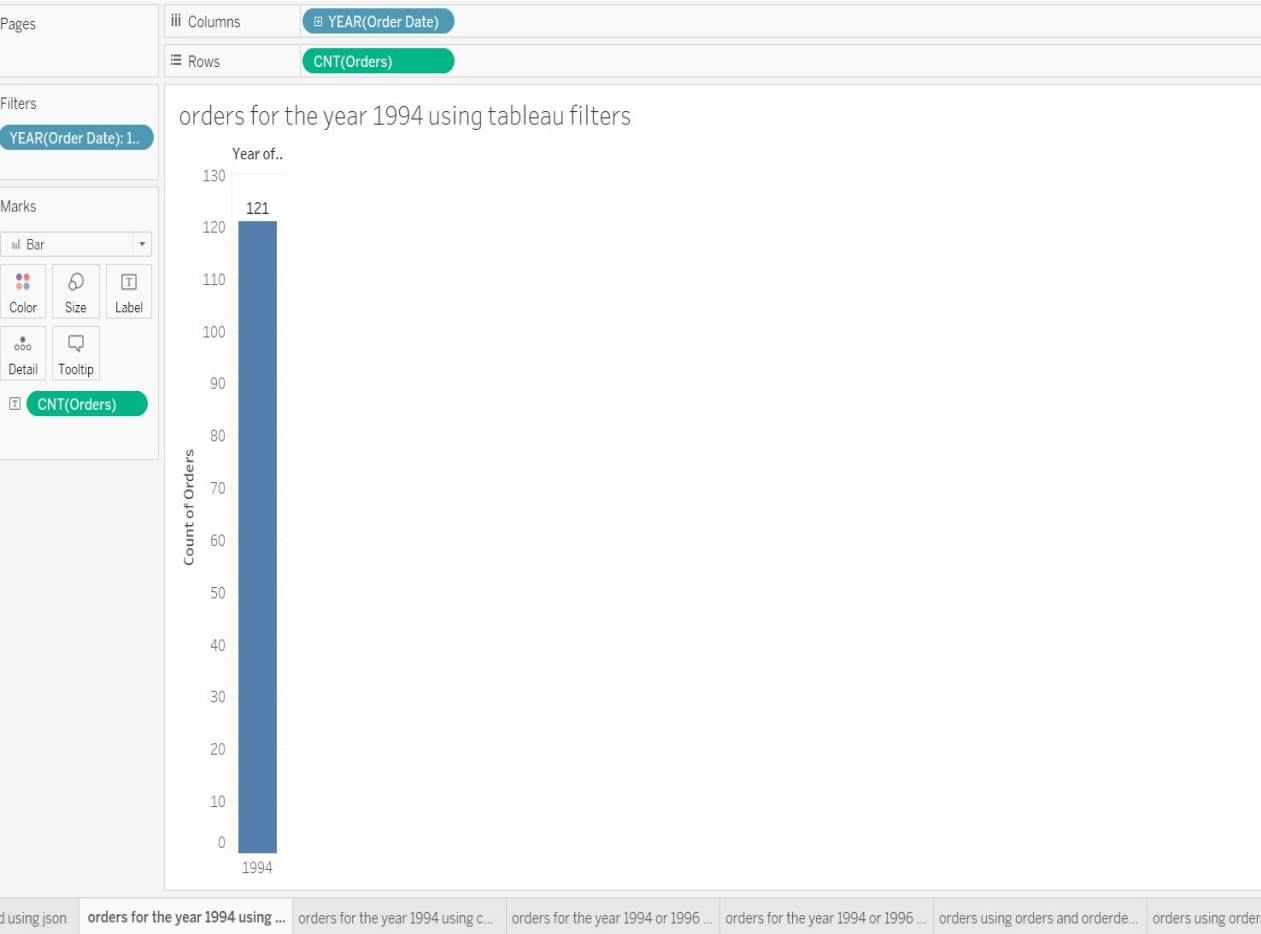 Pages
Columns
YEAR(Order Date)
Rows
CNT(Orders)
Filters
YEAR(Order Date): 1..
orders for the year 1994 using tableau filters
Year of..
Marks
Bar
Color Size Label
Detail Tooltip
CNT(Orders)
130
121
120
110
100
90
80
70
60
50
40
30
20
10
0
Count of Orders
1994
d using json
orders for the year 1994 using ...
orders for the year 1994 using c...
orders for the year 1994 or 1996 ...
orders for the year 1994 or 1996 ...
orders using orders and orderde...
orders using order